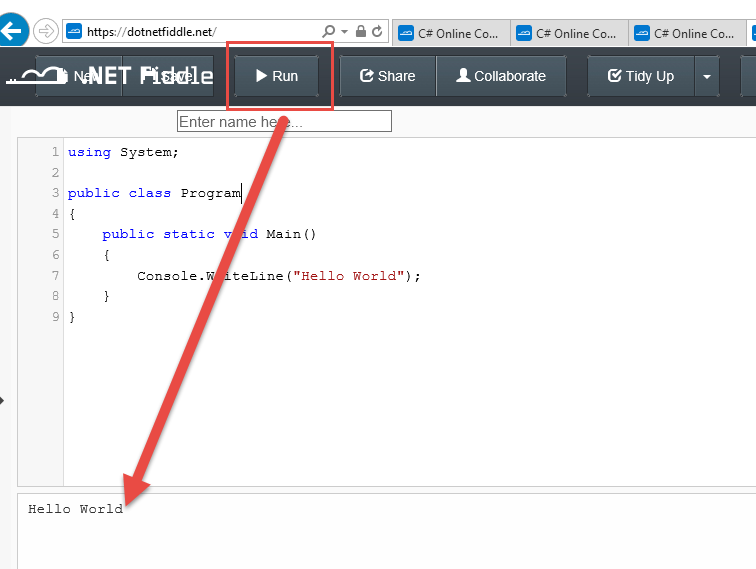 https://dotnetfiddle.net/
C# Online Co...
C# Online Co...
C# Online Co...
.NET Fiddle
New
Save
Run
Share
Collaborate
Tidy Up
Enter name here...
1 using System;
2
3 public class Program
4 {
5 public static void Main()
6 {
7 Console.WriteLine("Hello World");
8 }
9 }
Hello World